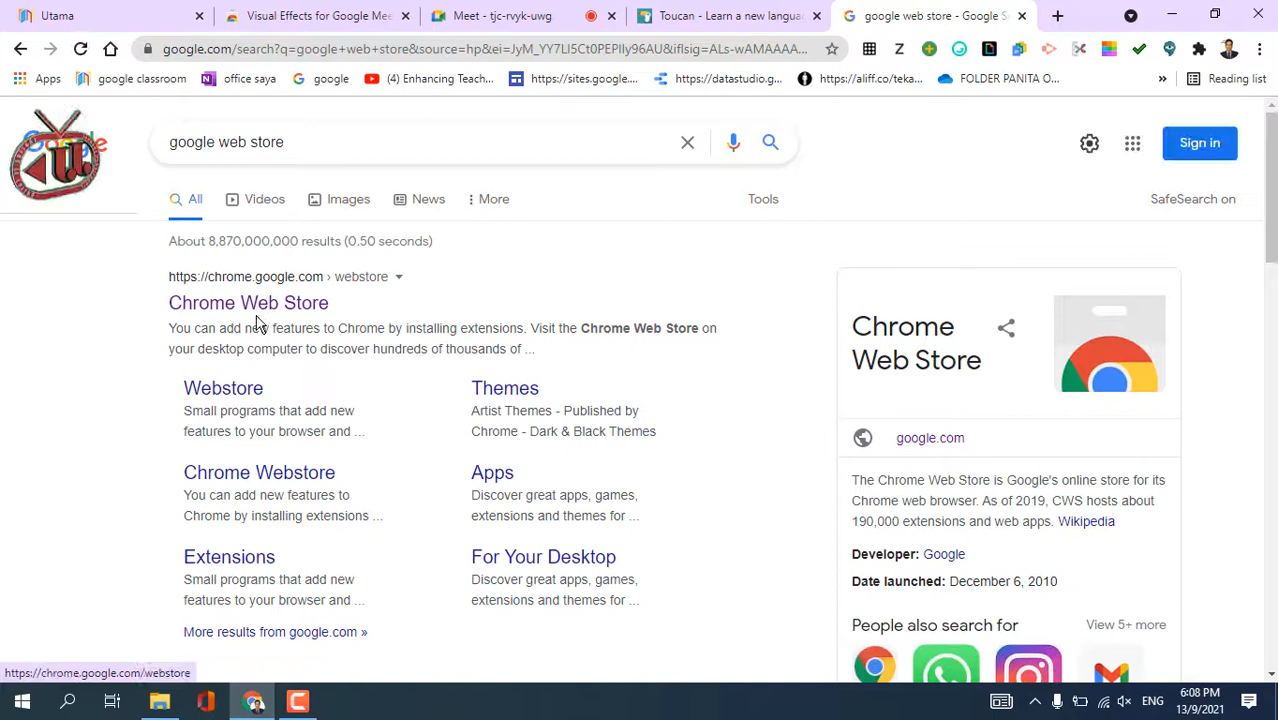 Utama
Visual Effects for Google Mee
Meet - tjc-rvyk-uwg
Toucan - Learn a new langua
google web store - Google S
google.com/search?q=google+web+store&source=hp&ei=JyM_YY7LI5Ct0PEPlly96AU&iflsig=ALs-wAMAAAA...
Apps
google classroom
office saya
google
(4) Enhancing Teach...
https://sites.google....
https://datastudio.g...
https://aliff.co/teka...
FOLDER PANITA O...
Reading list
google web store
Sign in
All
Videos
Images
News
More
Tools
SafeSearch on
About 8,870,000,000 results (0.50 seconds)
https://chrome.google.com › webstore
Chrome Web Store
You can add new features to Chrome by installing extensions. Visit the Chrome Web Store on
your desktop computer to discover hundreds of thousands of ...
Webstore
Small programs that add new
features to your browser and ...
Themes
Artist Themes - Published by
Chrome - Dark & Black Themes
Chrome Webstore
You can add new features to
Chrome by installing extensions ...
Apps
Discover great apps, games,
extensions and themes for ...
Extensions
Small programs that add new
features to your browser and ...
For Your Desktop
Discover great apps, games,
extensions and themes for ...
More results from google.com »
Chrome
Web Store
google.com
The Chrome Web Store is Google's online store for its
Chrome web browser. As of 2019, CWS hosts about
190,000 extensions and web apps. Wikipedia
Developer: Google
Date launched: December 6, 2010
People also search for
View 5+ more
https://chrome.google.com/webstore
ENG
6:08 PM
13/9/2021